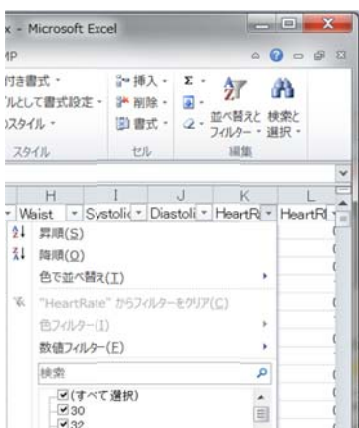 x - Microsoft Excel
MP
付き書式
挿入
Σ
ルとして書式設定
削除
スタイル
書式
並べ替えと
フィルター
検索と
選択
スタイル
セル
編集
H I J K L
Waist Systolic Diastoli HeartR HeartRI
昇順(S)
降順(O)
色で並べ替え(T)
"HeartRate" からフィルターをクリア(C)
色フィルター(I)
数値フィルター(F)
検索
(すべて選択)
30
32